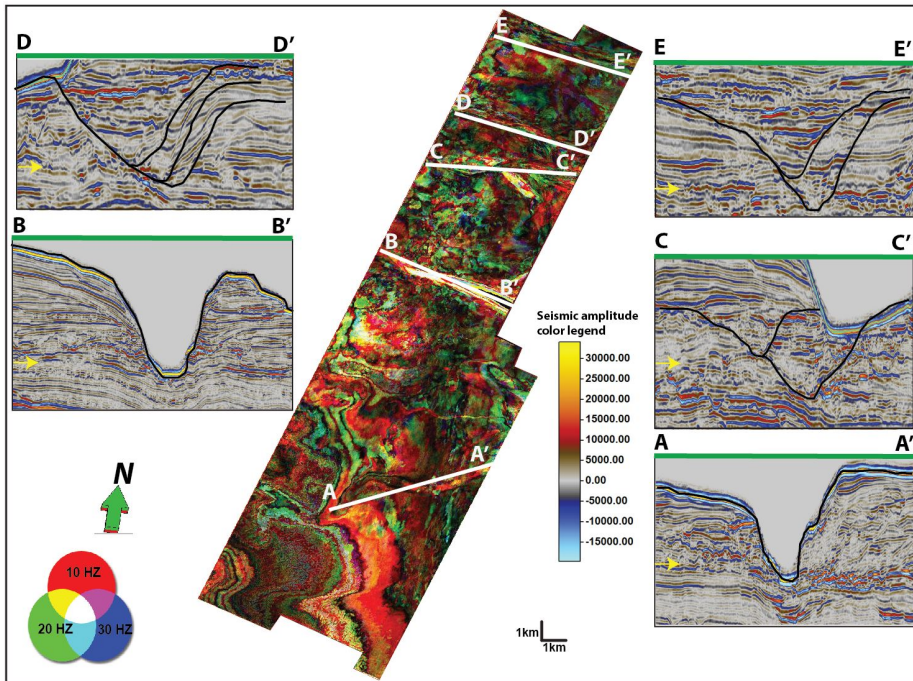 D D’
B B’
E
E’
D
D’
C
C’
B
B’
A’
A
Seismic amplitude
color legend
30000.00
25000.00
20000.00
15000.00
10000.00
5000.00
0.00
-5000.00
-10000.00
-15000.00
1km
1km
N
10 HZ
20 HZ
30 HZ
E E’
C C’
A A’